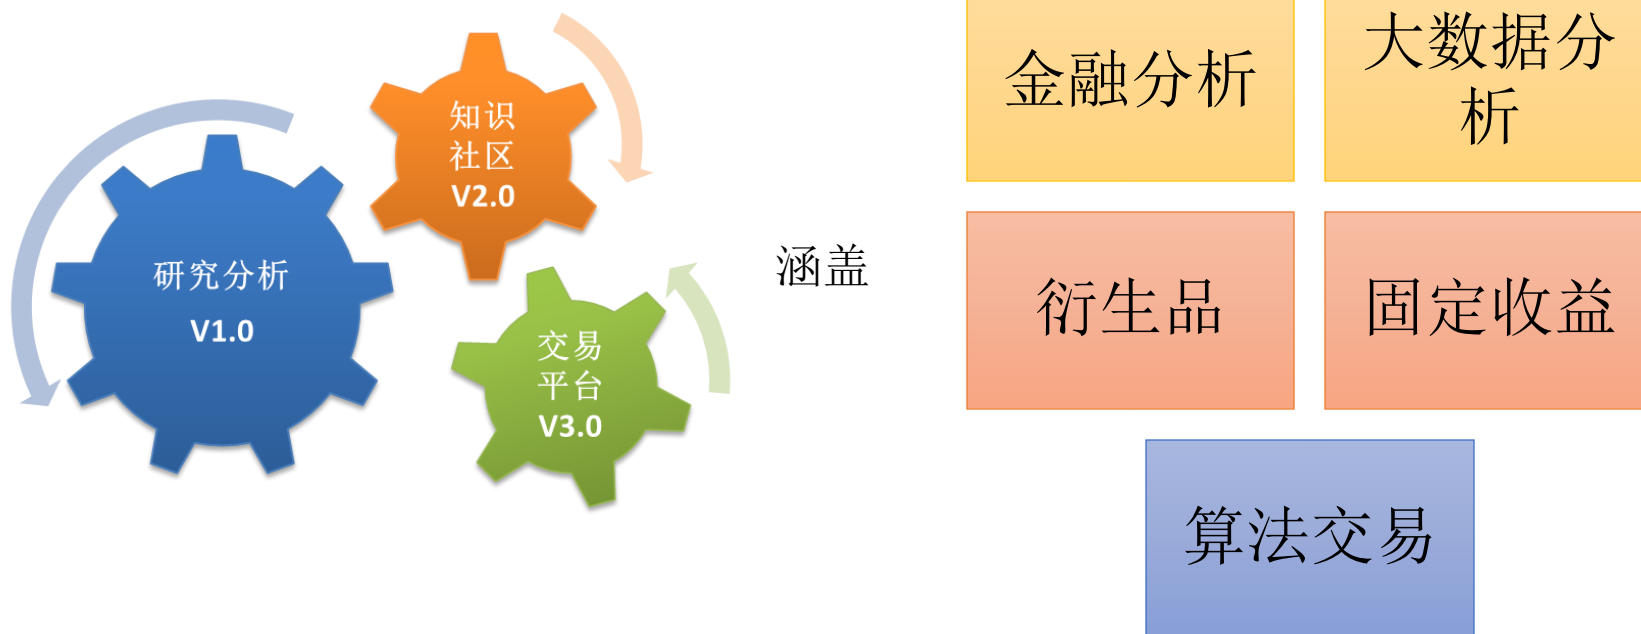 知识
社区
V2.0
研究分析
V1.0
交易
平台
V3.0
涵盖
金融分析
大数据分
析
衍生品
固定收益
算法交易